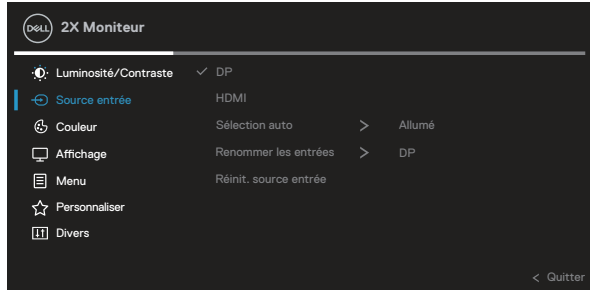 DELL 2X Moniteur
Luminosité/Contraste ✓ DP
Source entrée HDMI
Couleur Sélection auto > Allumé
Affichage Renommer les entrées > DP
Menu Réinit. source entrée
Personnaliser
Divers
< Quitter